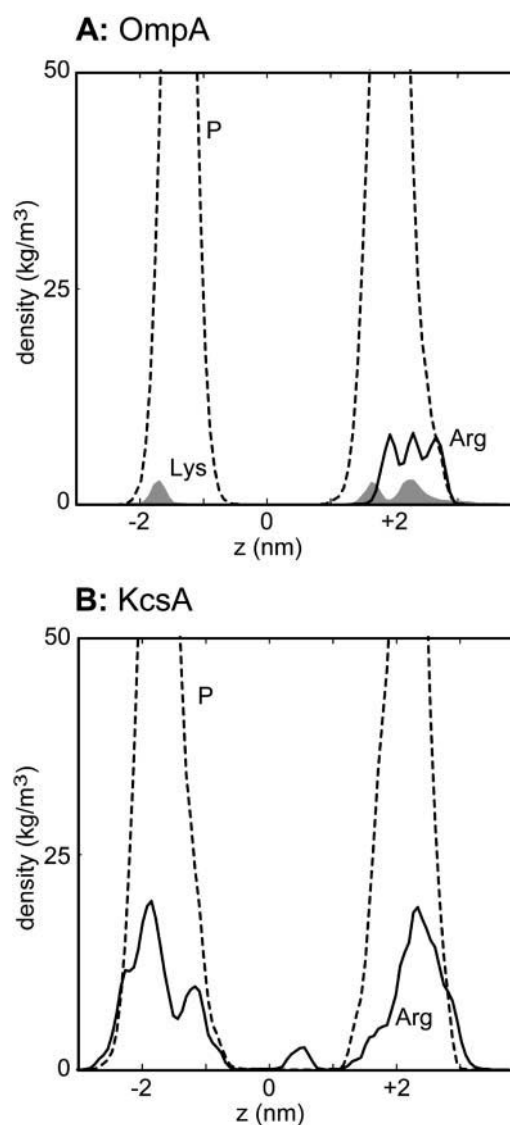 A: OmpA
50
P
density (kg/m³)
25
Arg
Lys
0
-2 0 +2
z (nm)
B: KcsA
50
P
density (kg/m³)
25
Arg
0
-2 0 +2
z (nm)